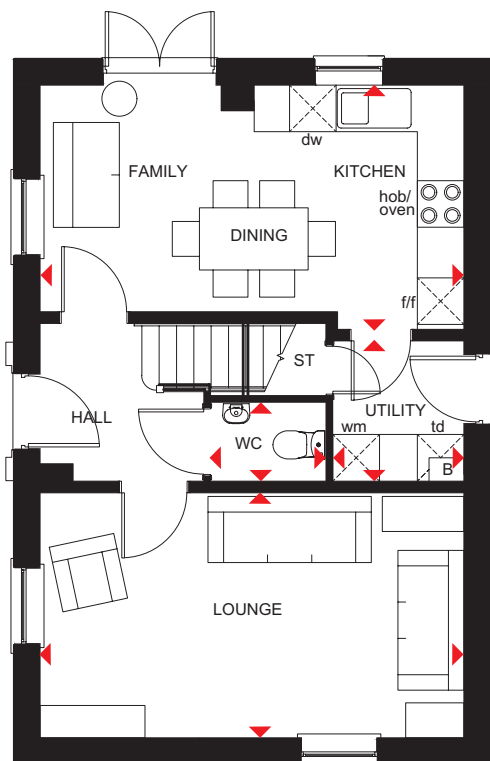 dw
FAMILY
KITCHEN
hob/
oven
DINING
f/f
ST
HALL
UTILITY
WC
wm
td
B
LOUNGE